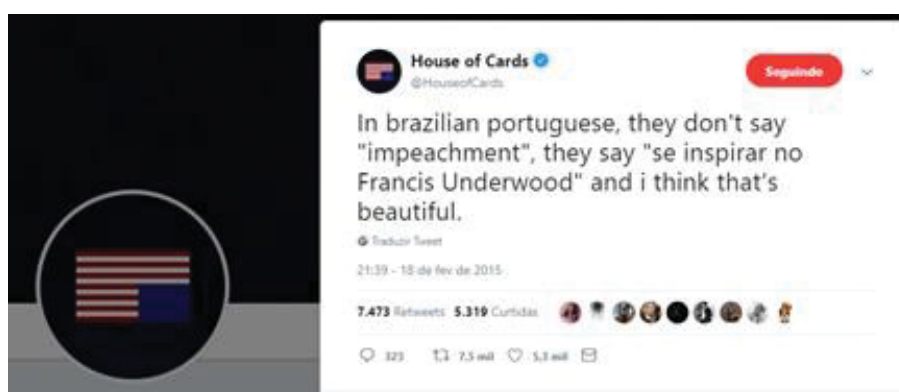 House of Cards
@HouseofCards
Seguindo
In brazilian portuguese, they don't say
"impeachment", they say "se inspirar no
Francis Underwood" and i think that's
beautiful.
Traduzir Tweet
21:39 - 18 de fev de 2015
7.473 Retweets 5.319 Curtidas
323 7,5 mil 5,3 mil